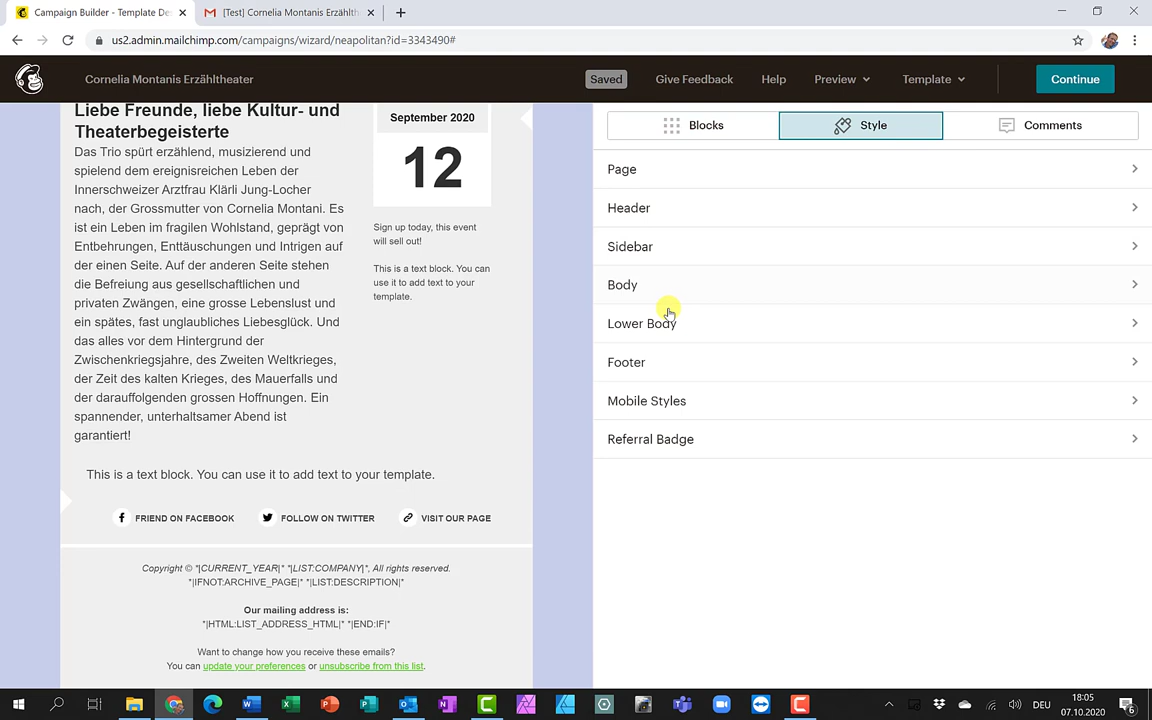 Campaign Builder - Template De
[Test] Cornelia Montanis Erzählth
us2.admin.mailchimp.com/campaigns/wizard/neapolitan?id=3343490#
Cornelia Montanis Erzähltheater
Saved
Give Feedback
Help
Preview
Template
Continue
Liebe Freunde, liebe Kultur- und
Theaterbegeisterte
Das Trio spürt erzählend, musizierend und
spielend dem ereignisreichen Leben der
Innerschweizer Arztfrau Klärli Jung-Locher
nach, der Grossmutter von Cornelia Montani. Es
ist ein Leben im fragilen Wohlstand, geprägt von
Entbehrungen, Enttäuschungen und Intrigen auf
der einen Seite. Auf der anderen Seite stehen
die Befreiung aus gesellschaftlichen und
privaten Zwängen, eine grosse Lebenslust und
ein spätes, fast unglaubliches Liebesglück. Und
das alles vor dem Hintergrund der
Zwischenkriegsjahre, des Zweiten Weltkrieges,
der Zeit des kalten Krieges, des Mauerfalls und
der darauffolgenden grossen Hoffnungen. Ein
spannender, unterhaltsamer Abend ist
garantiert!
September 2020
12
Sign up today, this event
will sell out!
This is a text block. You can
use it to add text to your
template.
This is a text block. You can use it to add text to your template.
FRIEND ON FACEBOOK
FOLLOW ON TWITTER
VISIT OUR PAGE
Copyright © *|CURRENT_YEAR|* *|LIST:COMPANY|*, All rights reserved.
*|IFNOT:ARCHIVE_PAGE|* *|LIST:DESCRIPTION|*
Our mailing address is:
*|HTML:LIST_ADDRESS_HTML|* *|END:IF|*
Want to change how you receive these emails?
You can update your preferences or unsubscribe from this list.
Blocks
Style
Comments
Page
Header
Sidebar
Body
Lower Body
Footer
Mobile Styles
Referral Badge
DEU
18:05
07.10.2020
6